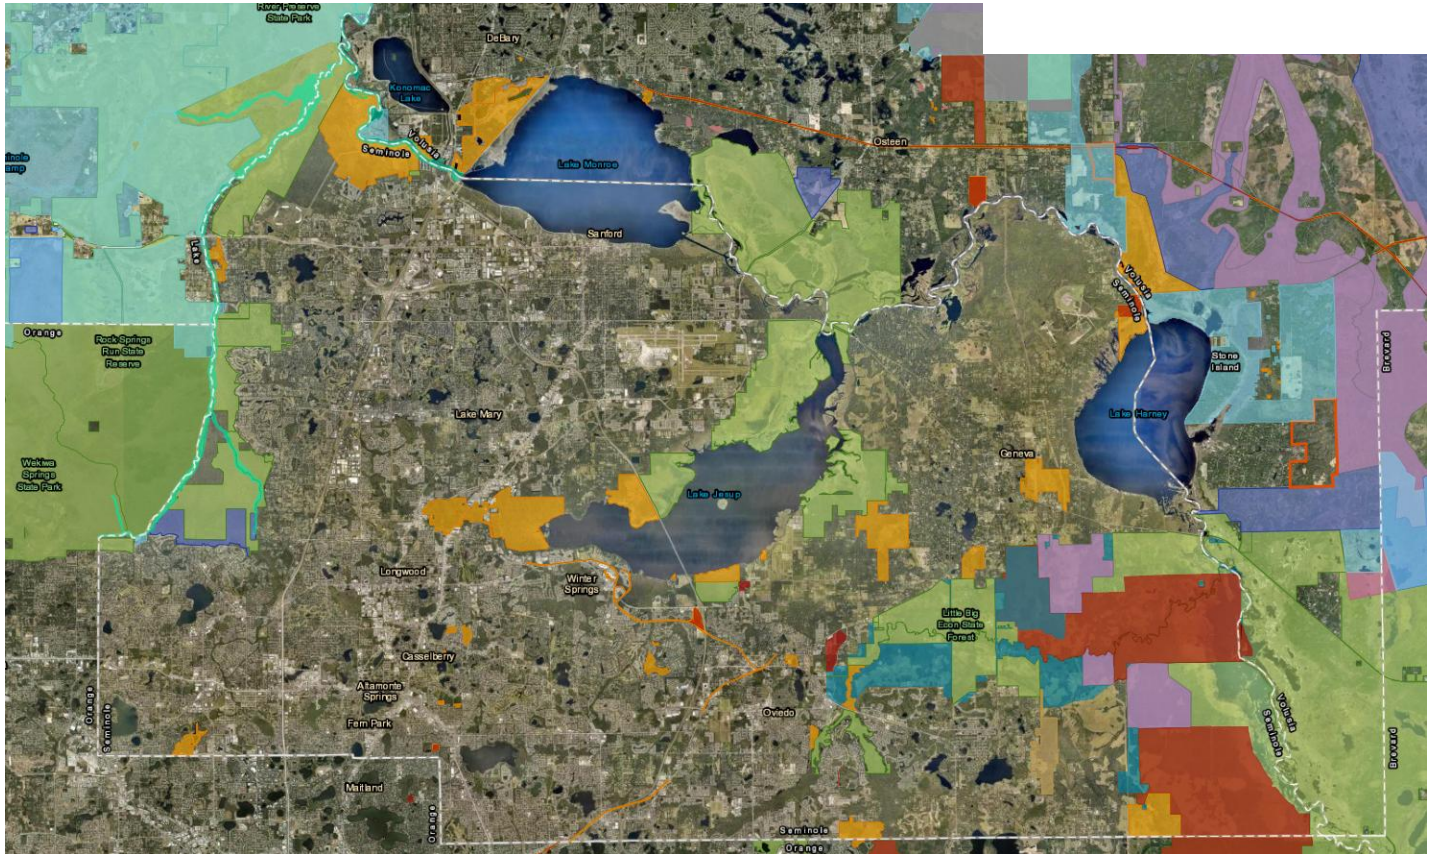 River Preserve
State Park
DeBary
Konomac
Lake
Volusia
Seminole
Lake Monroe
Osteen
Sanford
Lake
Volusia
Seminole
Orange
Rock Springs
Run State
Reserve
Stone
Island
Brevard
Lake Mary
Lake Harney
Geneva
Wekiwa
Springs
State Park
Lake Jesup
Longwood
Winter
Springs
Little Big
Econ State
Forest
Casselberry
Altamonte
Springs
Orange
Seminole
Fern Park
Oviedo
Volusia
Seminole
Brevard
Maitland
Orange
Seminole
Orange